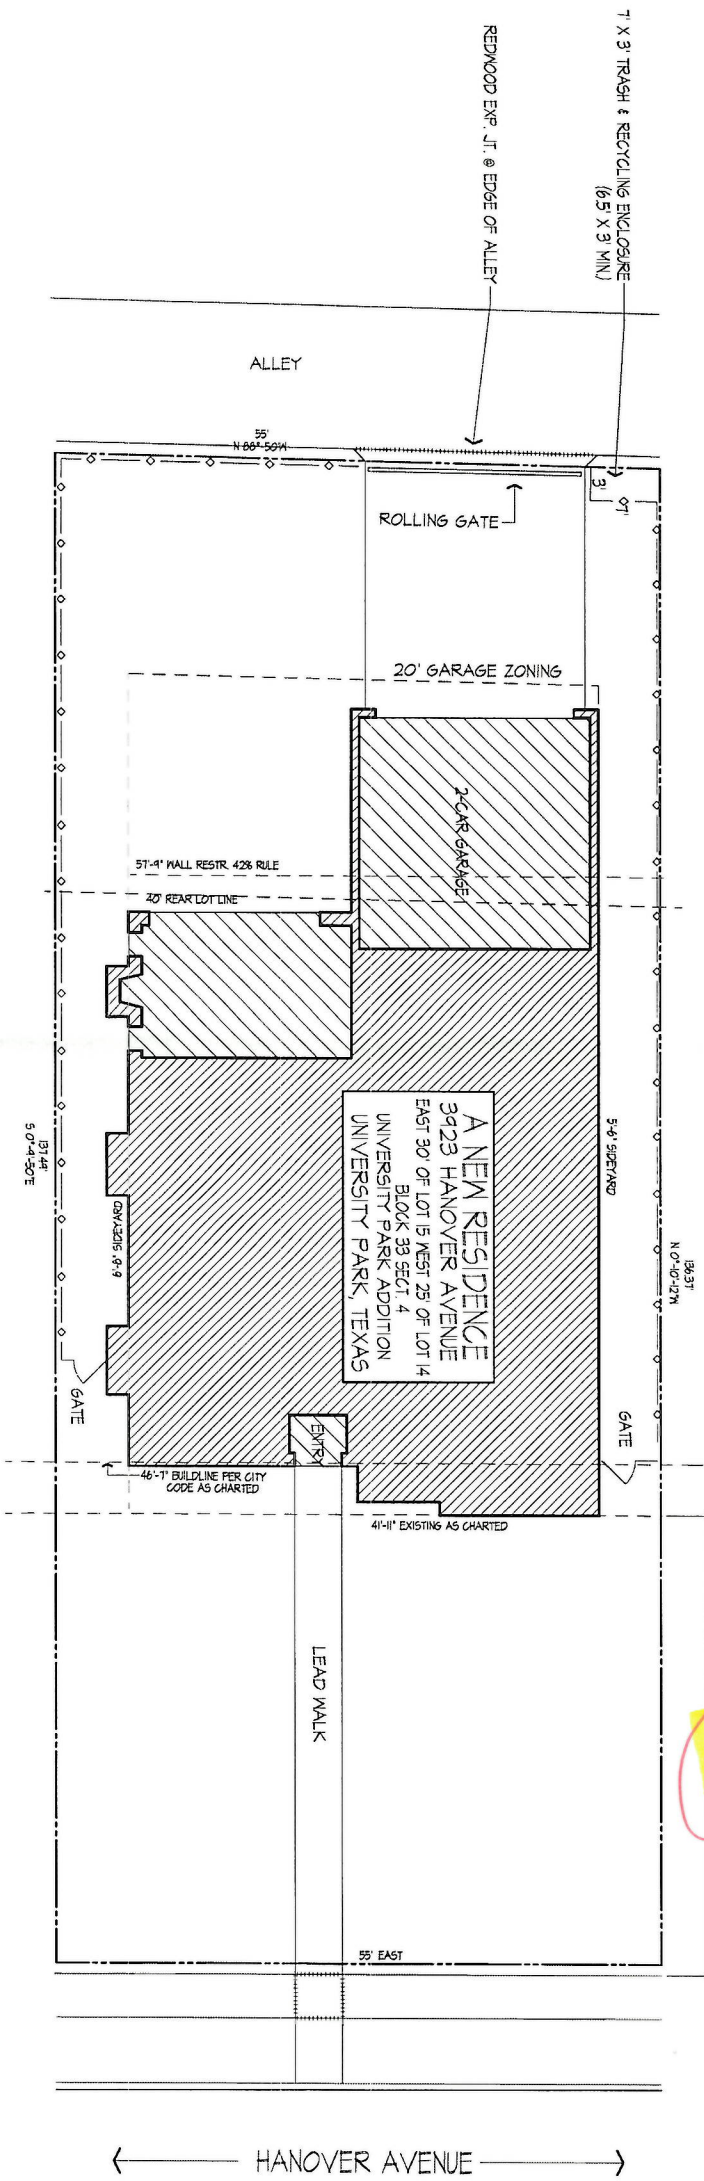 7' X 3' TRASH & RECYCLING ENCLOSURE
(6.5' X 3' MIN.)
REDWOOD EXP. JT. @ EDGE OF ALLEY
ALLEY
55'
N 88°-50'W
3'
7'
ROLLING GATE
20' GARAGE ZONING
2-CAR GARAGE
57'-9" WALL RESTR. 42% RULE
40' REAR LOT LINE
A NEW RESIDENCE
3923 HANOVER AVENUE
EAST 30' OF LOT 15 WEST 25' OF LOT 14
BLOCK 33 SECT. 4
UNIVERSITY PARK ADDITION
UNIVERSITY PARK, TEXAS
5'-6" SIDEYARD
136.37'
N 0°-10'-12"W
137.44'
S 0°-4'-50"E
6'-6" SIDEYARD
GATE
GATE
ENTRY
46'-7" BUILDLINE PER CITY
CODE AS CHARTED
41'-11" EXISTING AS CHARTED
LEAD WALK
55' EAST
HANOVER AVENUE